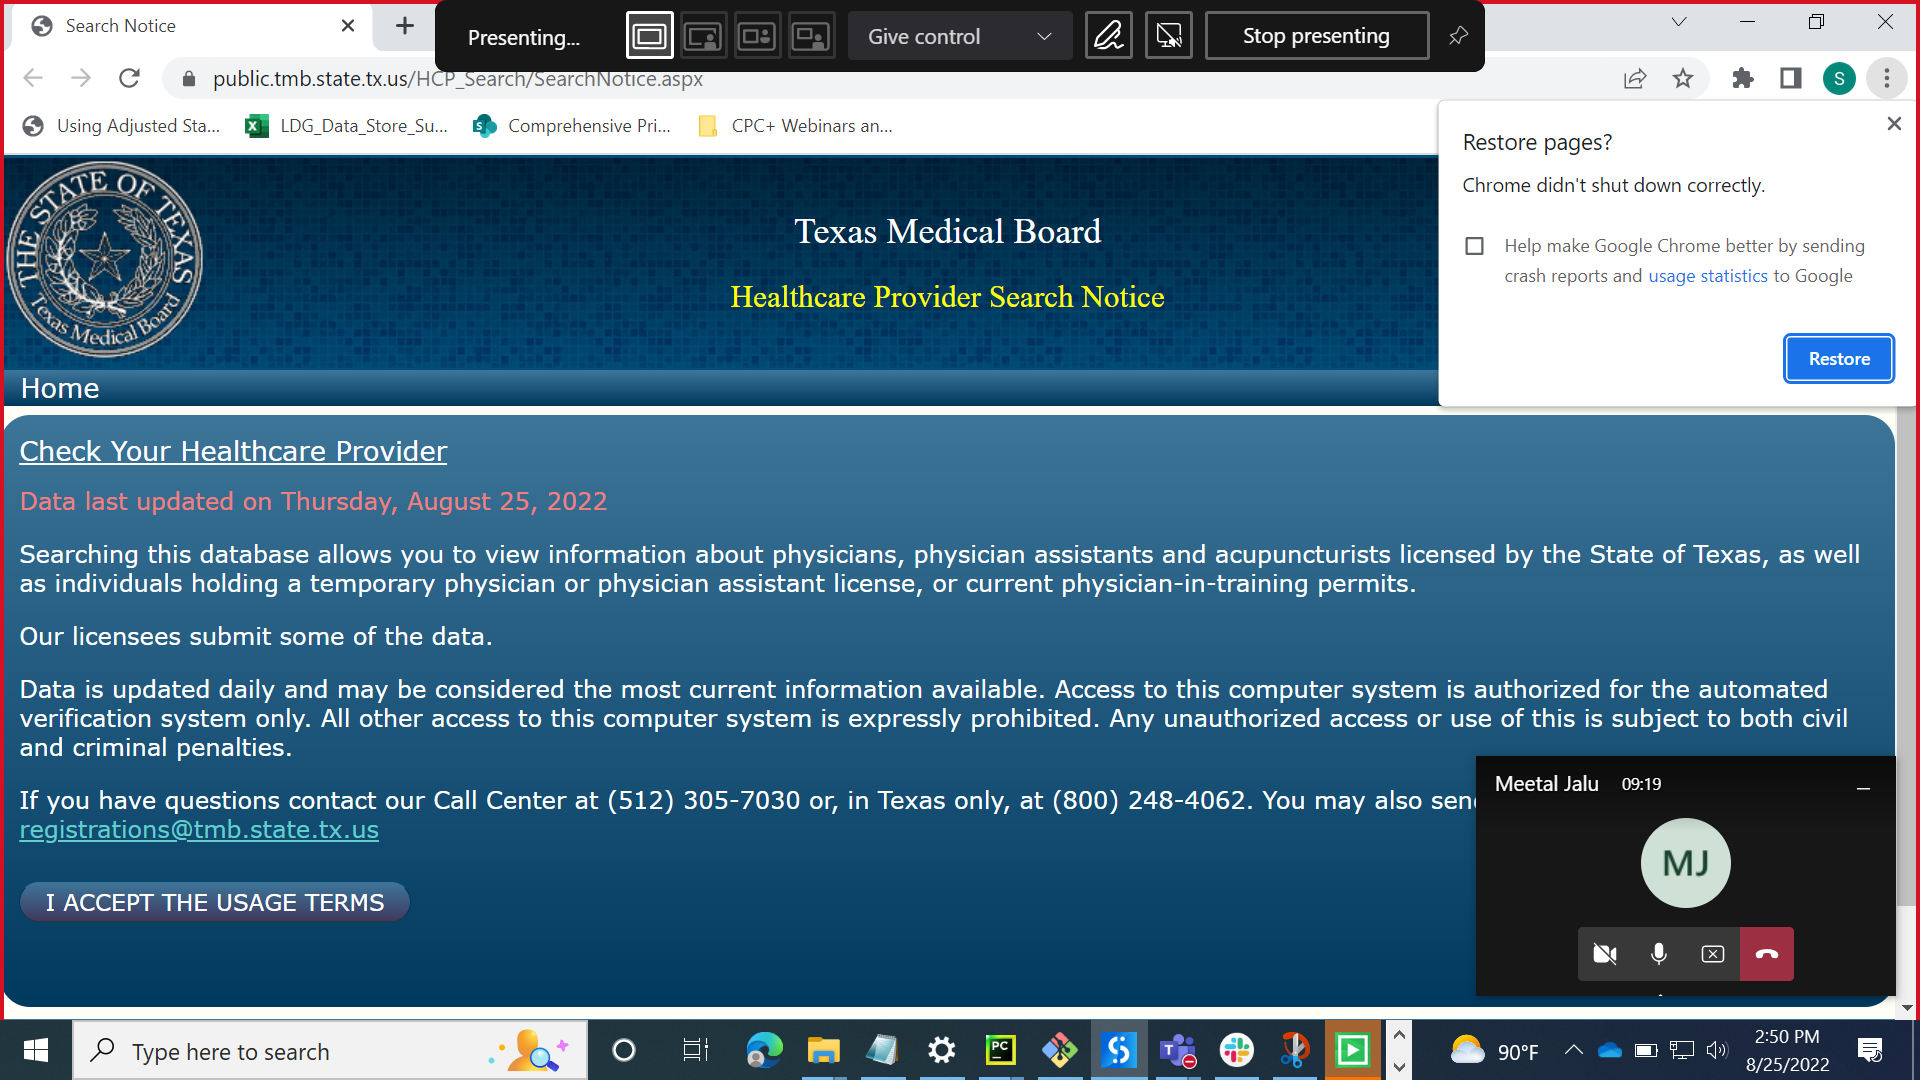 Search Notice
Presenting...
Give control
Stop presenting
public.tmb.state.tx.us/HCP_Search/SearchNotice.aspx
S
Using Adjusted Sta...
LDG_Data_Store_Su...
Comprehensive Pri...
CPC+ Webinars an...
Restore pages?
Chrome didn't shut down correctly.
Help make Google Chrome better by sending
crash reports and usage statistics to Google
Restore
THE STATE OF TEXAS
Texas Medical Board
Texas Medical Board
Healthcare Provider Search Notice
Home
Check Your Healthcare Provider
Data last updated on Thursday, August 25, 2022
Searching this database allows you to view information about physicians, physician assistants and acupuncturists licensed by the State of Texas, as well
as individuals holding a temporary physician or physician assistant license, or current physician-in-training permits.
Our licensees submit some of the data.
Data is updated daily and may be considered the most current information available. Access to this computer system is authorized for the automated
verification system only. All other access to this computer system is expressly prohibited. Any unauthorized access or use of this is subject to both civil
and criminal penalties.
If you have questions contact our Call Center at (512) 305-7030 or, in Texas only, at (800) 248-4062. You may also
registrations@tmb.state.tx.us
I ACCEPT THE USAGE TERMS
Meetal Jalu 09:19
MJ
Type here to search
PC
T
90°F
2:50 PM
8/25/2022